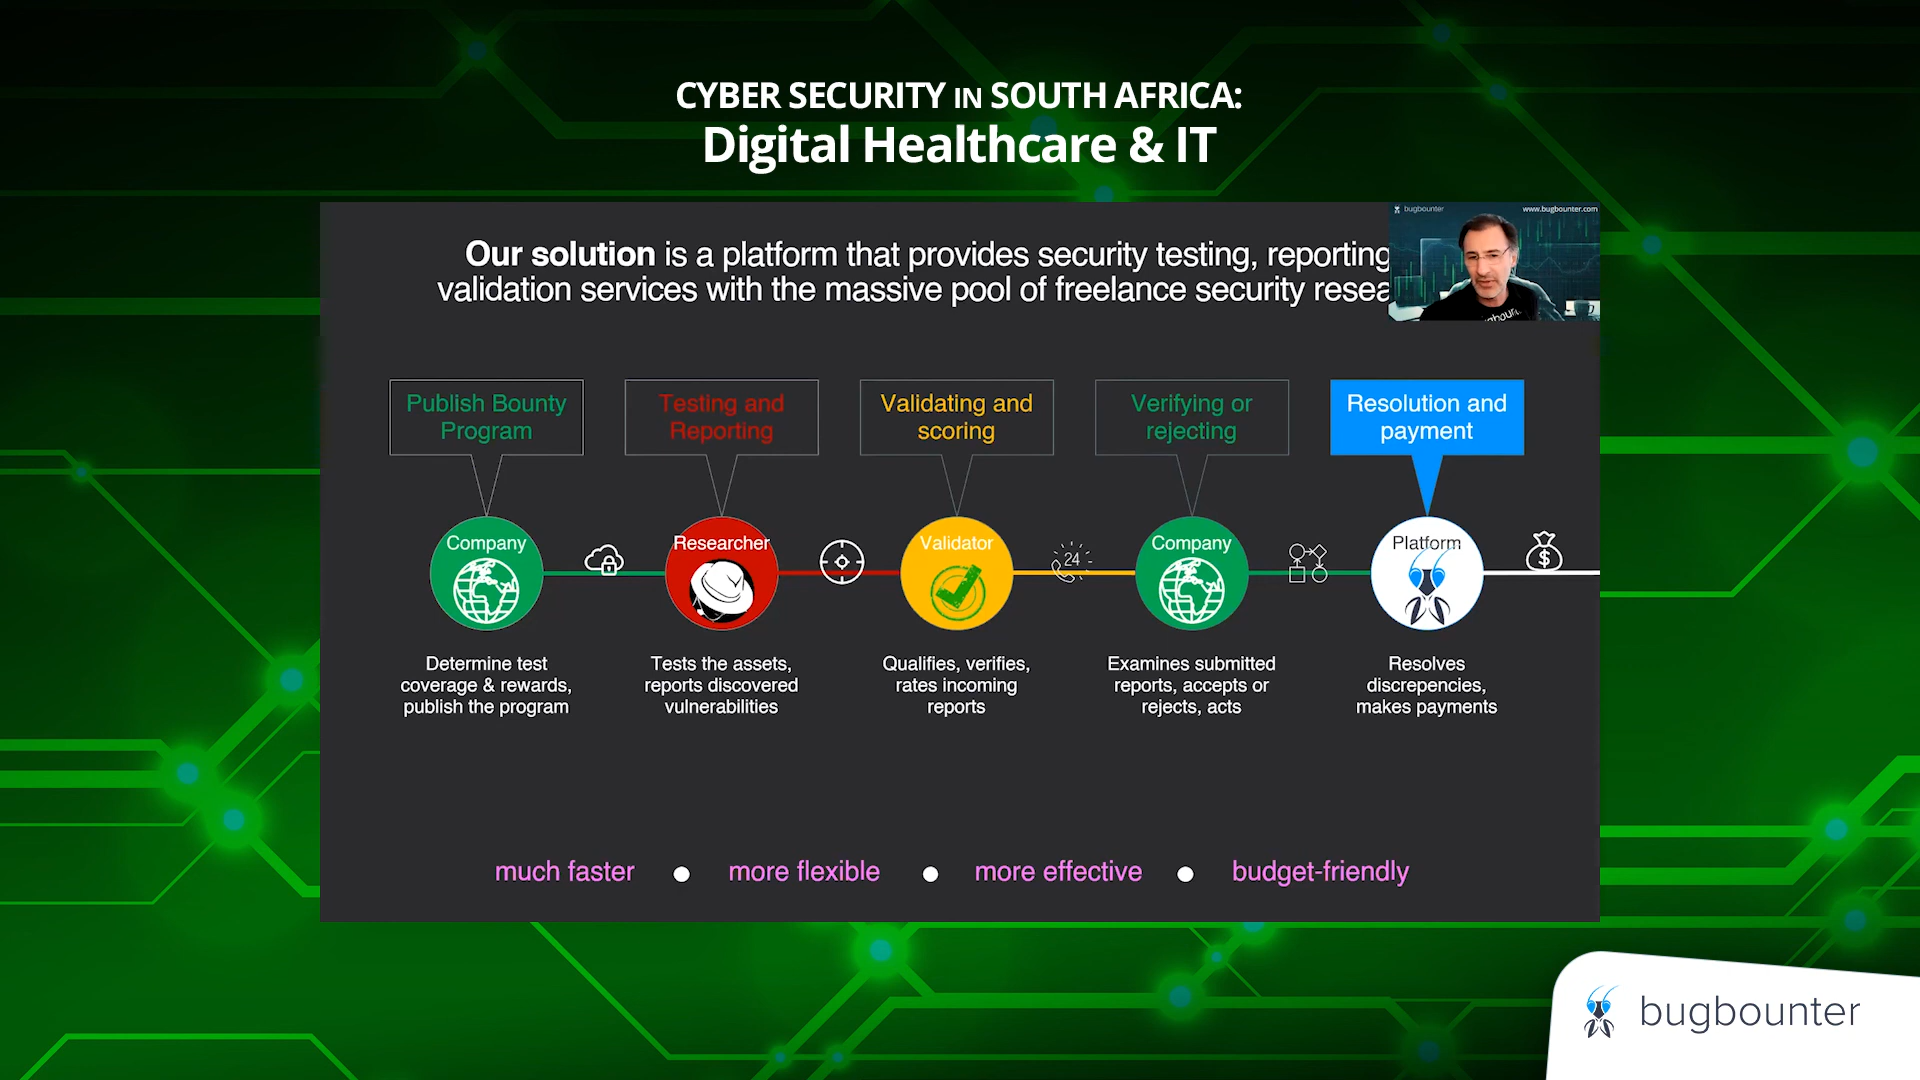 CYBER SECURITY IN SOUTH AFRICA:
Digital Healthcare & IT
bugbounter
www.bugbounter.com
Our solution is a platform that provides security testing, reporting
validation services with the massive pool of freelance security
Publish Bounty
Program
Testing and
Reporting
Validating and
scoring
Verifying or
rejecting
Resolution and
payment
Company
Researcher
Validator
24
Company
Platform
$
Determine test
coverage & rewards,
publish the program
Tests the assets,
reports discovered
vulnerabilities
Qualifies, verifies,
rates incoming
reports
Examines submitted
reports, accepts or
rejects, acts
Resolves
discrepencies,
makes payments
much faster
more flexible
more effective
budget-friendly
bugbounter